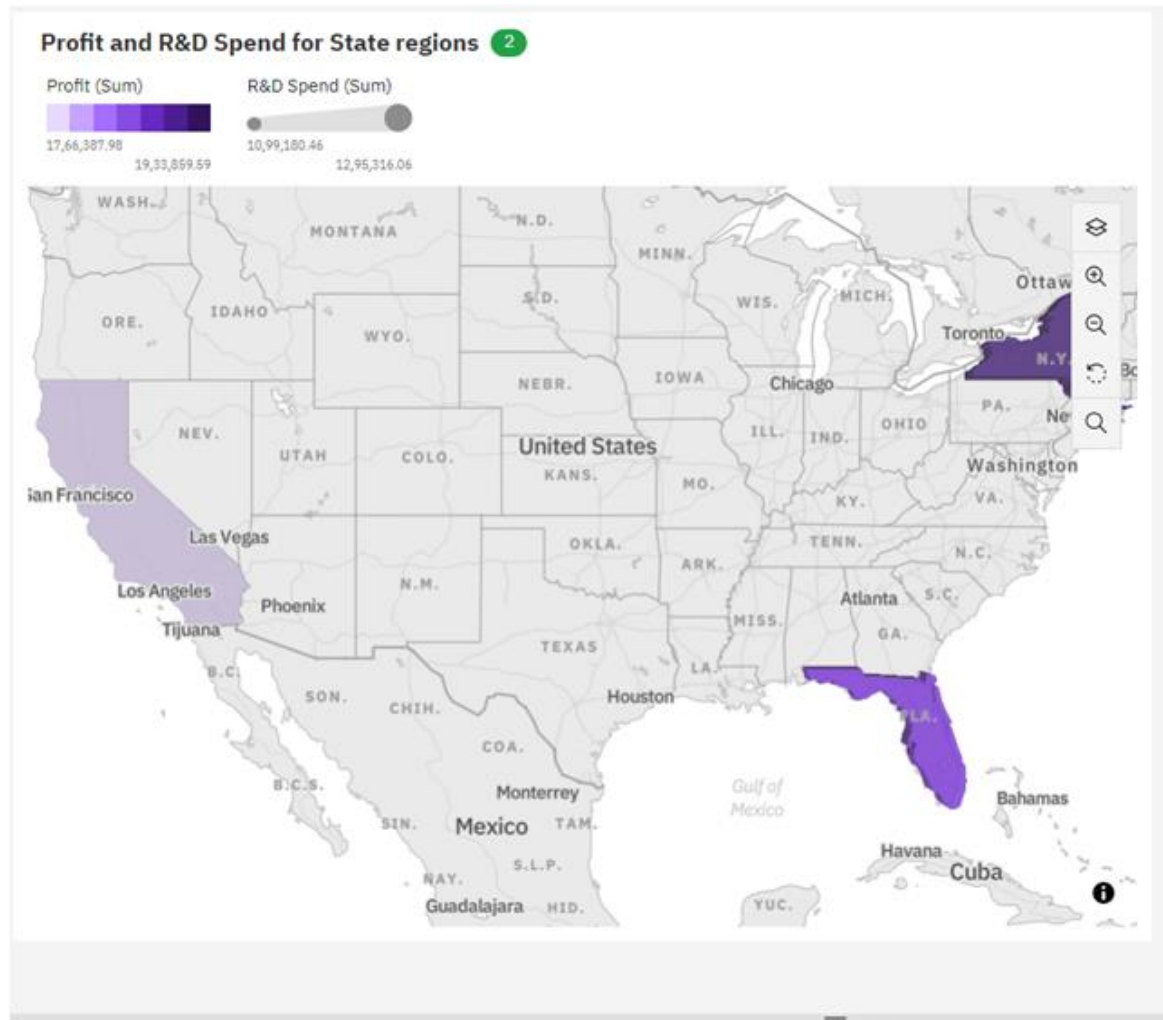 Profit and R&D Spend for State regions 2
Profit (Sum) R&D Spend (Sum)
17,66,387.98 10,99,180.46
19,33,859.59 12,95,316.06
WASH.
N.D.
MONTANA
MINN.
Ottaw
WIS.
MICH.
S.D.
IDAHO
ORE.
WYO.
Toronto
N.Y.
Bo
IOWA
NEBR.
Chicago
PA.
Ne
OHIO
NEV.
ILL.
IND.
United States
UTAH
COLO.
Washington
KANS.
MO.
San Francisco
KY.
VA.
Las Vegas
OKLA.
TENN.
N.C.
ARK.
N.M.
Los Angeles
Phoenix
Atlanta
S.C.
MISS.
Tijuana
GA.
TEXAS
B.C.
LA.
SON.
Houston
CHIH.
FLA.
COA.
B.C.S.
Gulf of
Mexico
Monterrey
Bahamas
SIN.
Mexico
TAM.
Havana
S.L.P.
Cuba
NAY.
Guadalajara
HID.
YUC.